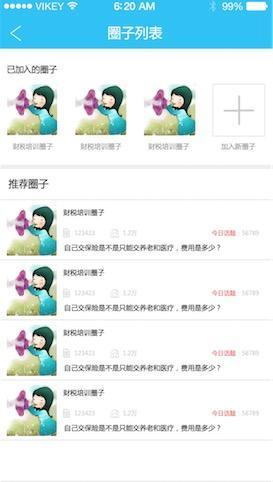 VIKEY 6:20 AM 99%
圈子列表
已加入的圈子
财税培训圈子 财税培训圈子 财税培训圈子 加入新圈子
推荐圈子
财税培训圈子
123423 1.2万 今日话题：56789
自己交保险是不是只能交养老和医疗，费用是多少？
财税培训圈子
123423 1.2万 今日话题：56789
自己交保险是不是只能交养老和医疗，费用是多少？
财税培训圈子
123423 1.2万 今日话题：56789
自己交保险是不是只能交养老和医疗，费用是多少？
财税培训圈子
123423 1.2万 今日话题：56789
自己交保险是不是只能交养老和医疗，费用是多少？